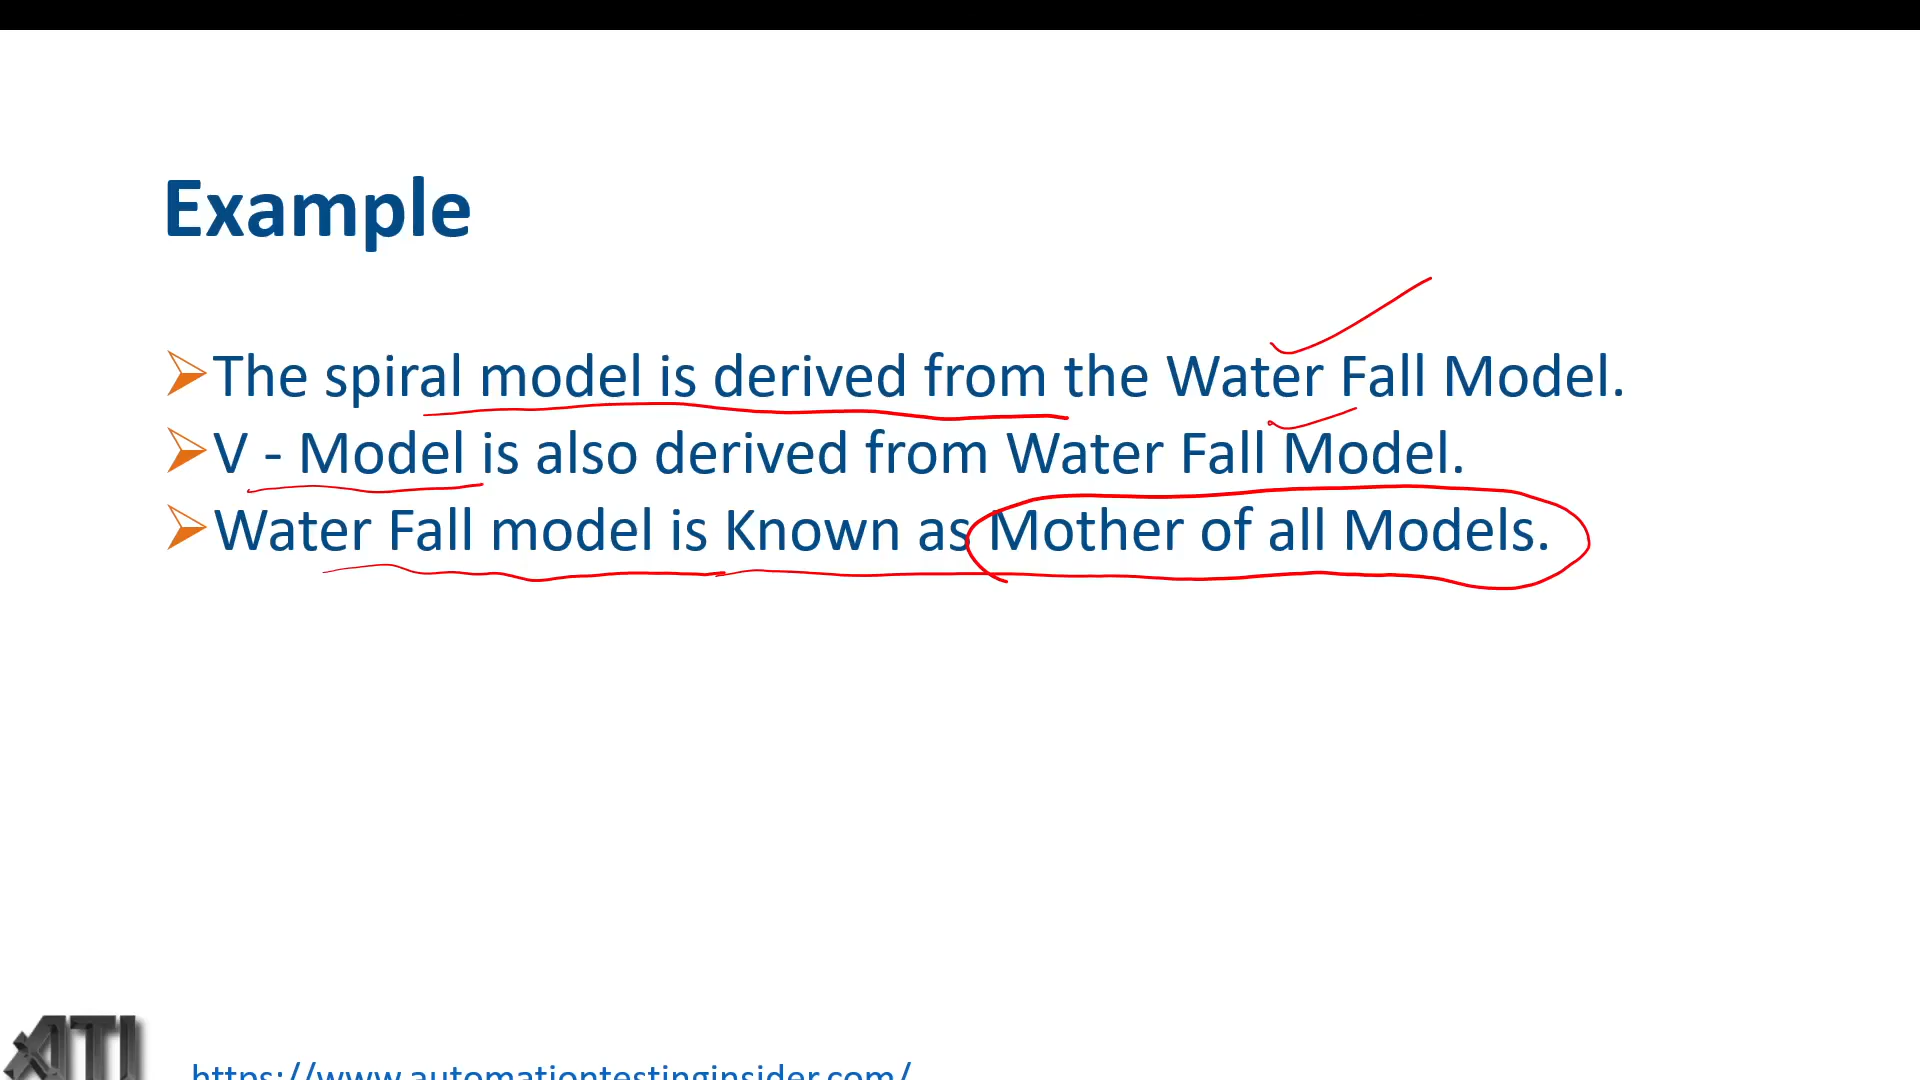 Example
The spiral model is derived from the Water Fall Model.
V - Model is also derived from Water Fall Model.
Water Fall model is Known as Mother of all Models.
ATI
https://www.automationtestinginsider.com/